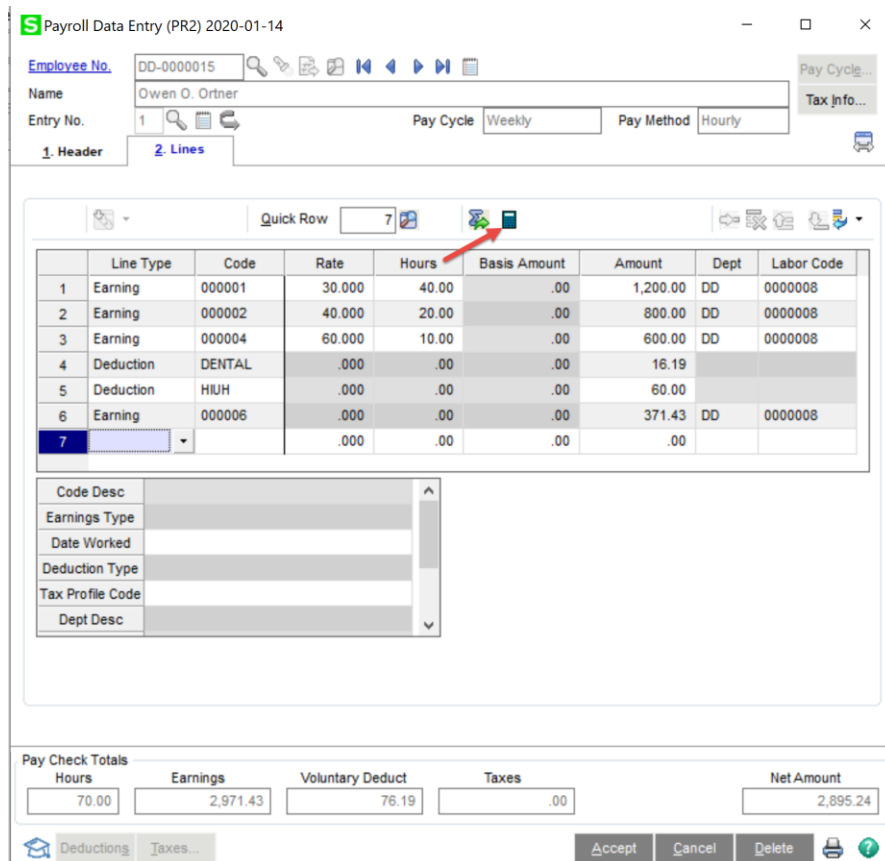 S Payroll Data Entry (PR2) 2020-01-14
Employee No. DD-0000015
Pay Cycle...
Name Owen O. Ortner
Tax Info...
Entry No. 1 Pay Cycle Weekly Pay Method Hourly
1. Header 2. Lines
Quick Row 7
Line Type Code Rate Hours Basis Amount Amount Dept Labor Code
1 Earning 000001 30.000 40.00 .00 1,200.00 DD 0000008
2 Earning 000002 40.000 20.00 .00 800.00 DD 0000008
3 Earning 000004 60.000 10.00 .00 600.00 DD 0000008
4 Deduction DENTAL .000 .00 .00 16.19
5 Deduction HIUH .000 .00 .00 60.00
6 Earning 000006 .000 .00 .00 371.43 DD 0000008
7 .000 .00 .00 .00
Code Desc
Earnings Type
Date Worked
Deduction Type
Tax Profile Code
Dept Desc
Pay Check Totals
Hours Earnings Voluntary Deduct Taxes Net Amount
70.00 2,971.43 76.19 .00 2,895.24
Deductions Taxes... Accept Cancel Delete